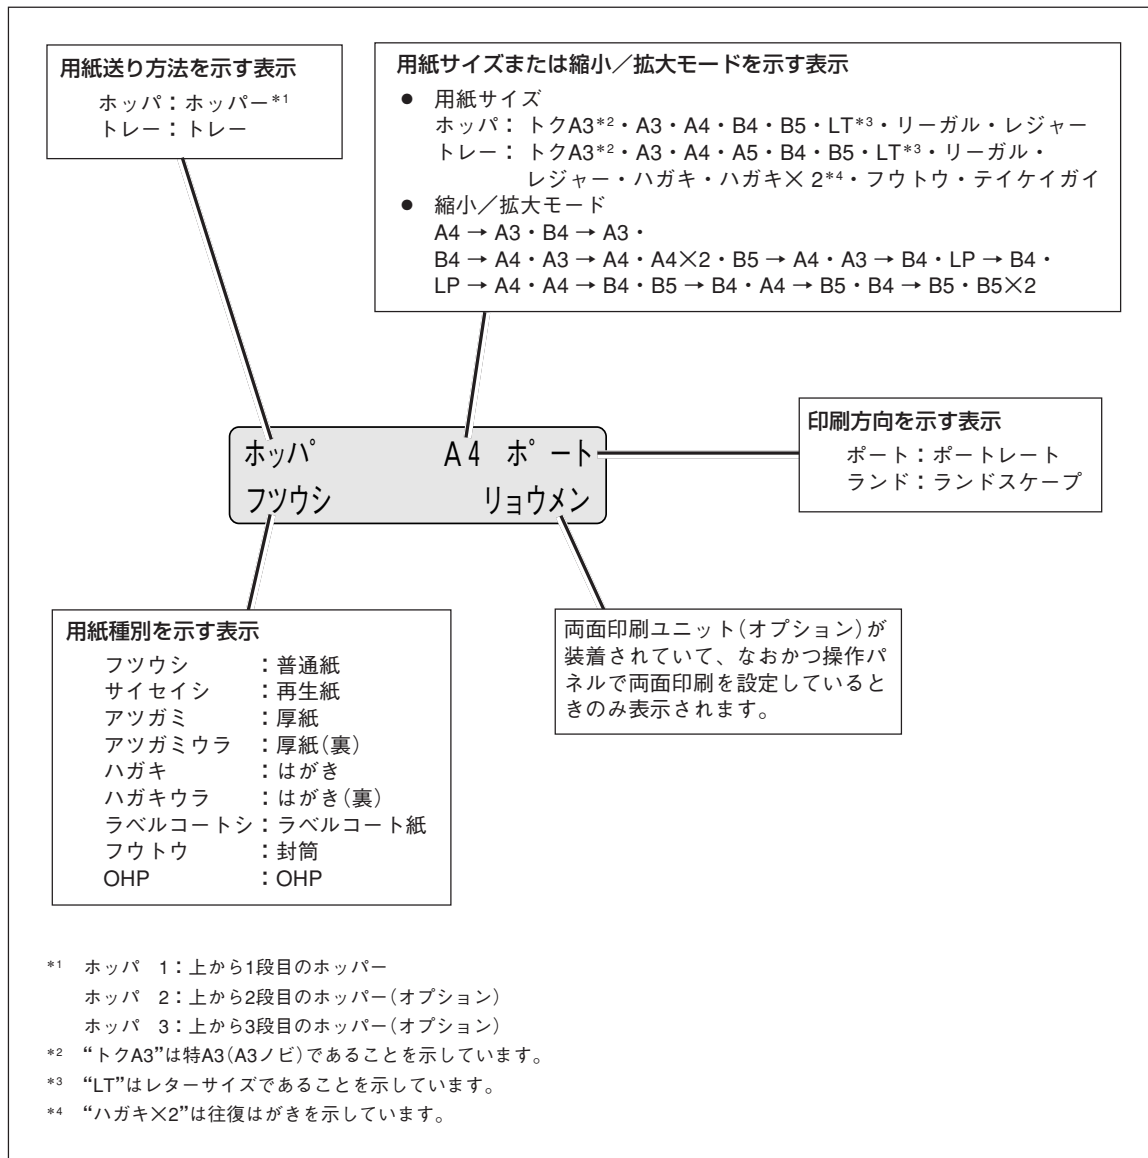 用紙送り方法を示す表示
ホッパ：ホッパー*1
トレー：トレー
用紙サイズまたは縮小／拡大モードを示す表示
● 用紙サイズ
ホッパ： トクA3*2・A3・A4・B4・B5・LT*3・リーガル・レジャー
トレー： トクA3*2・A3・A4・A5・B4・B5・LT*3・リーガル・
レジャー・ハガキ・ハガキ×2*4・フウトウ・テイケイガイ
● 縮小／拡大モード
A4 → A3・B4 → A3・
B4 → A4・A3 → A4・A4×2・B5 → A4・A3 → B4・LP → B4・
LP → A4・A4 → B4・B5 → B4・A4 → B5・B4 → B5・B5×2
ホッパ A4 ポート
フツウシ リョウメン
印刷方向を示す表示
ポート：ポートレート
ランド：ランドスケープ
用紙種別を示す表示
フツウシ ：普通紙
サイセイシ ：再生紙
アツガミ ：厚紙
アツガミウラ ：厚紙（裏）
ハガキ ：はがき
ハガキウラ ：はがき（裏）
ラベルコートシ：ラベルコート紙
フウトウ ：封筒
OHP ：OHP
両面印刷ユニット（オプション）が
装着されていて、なおかつ操作パ
ネルで両面印刷を設定していると
きのみ表示されます。
*1 ホッパ 1：上から1段目のホッパー
ホッパ 2：上から2段目のホッパー（オプション）
ホッパ 3：上から3段目のホッパー（オプション）
*2 “トクA3”は特A3（A3ノビ）であることを示しています。
*3 “LT”はレターサイズであることを示しています。
*4 “ハガキ×2”は往復はがきを示しています。